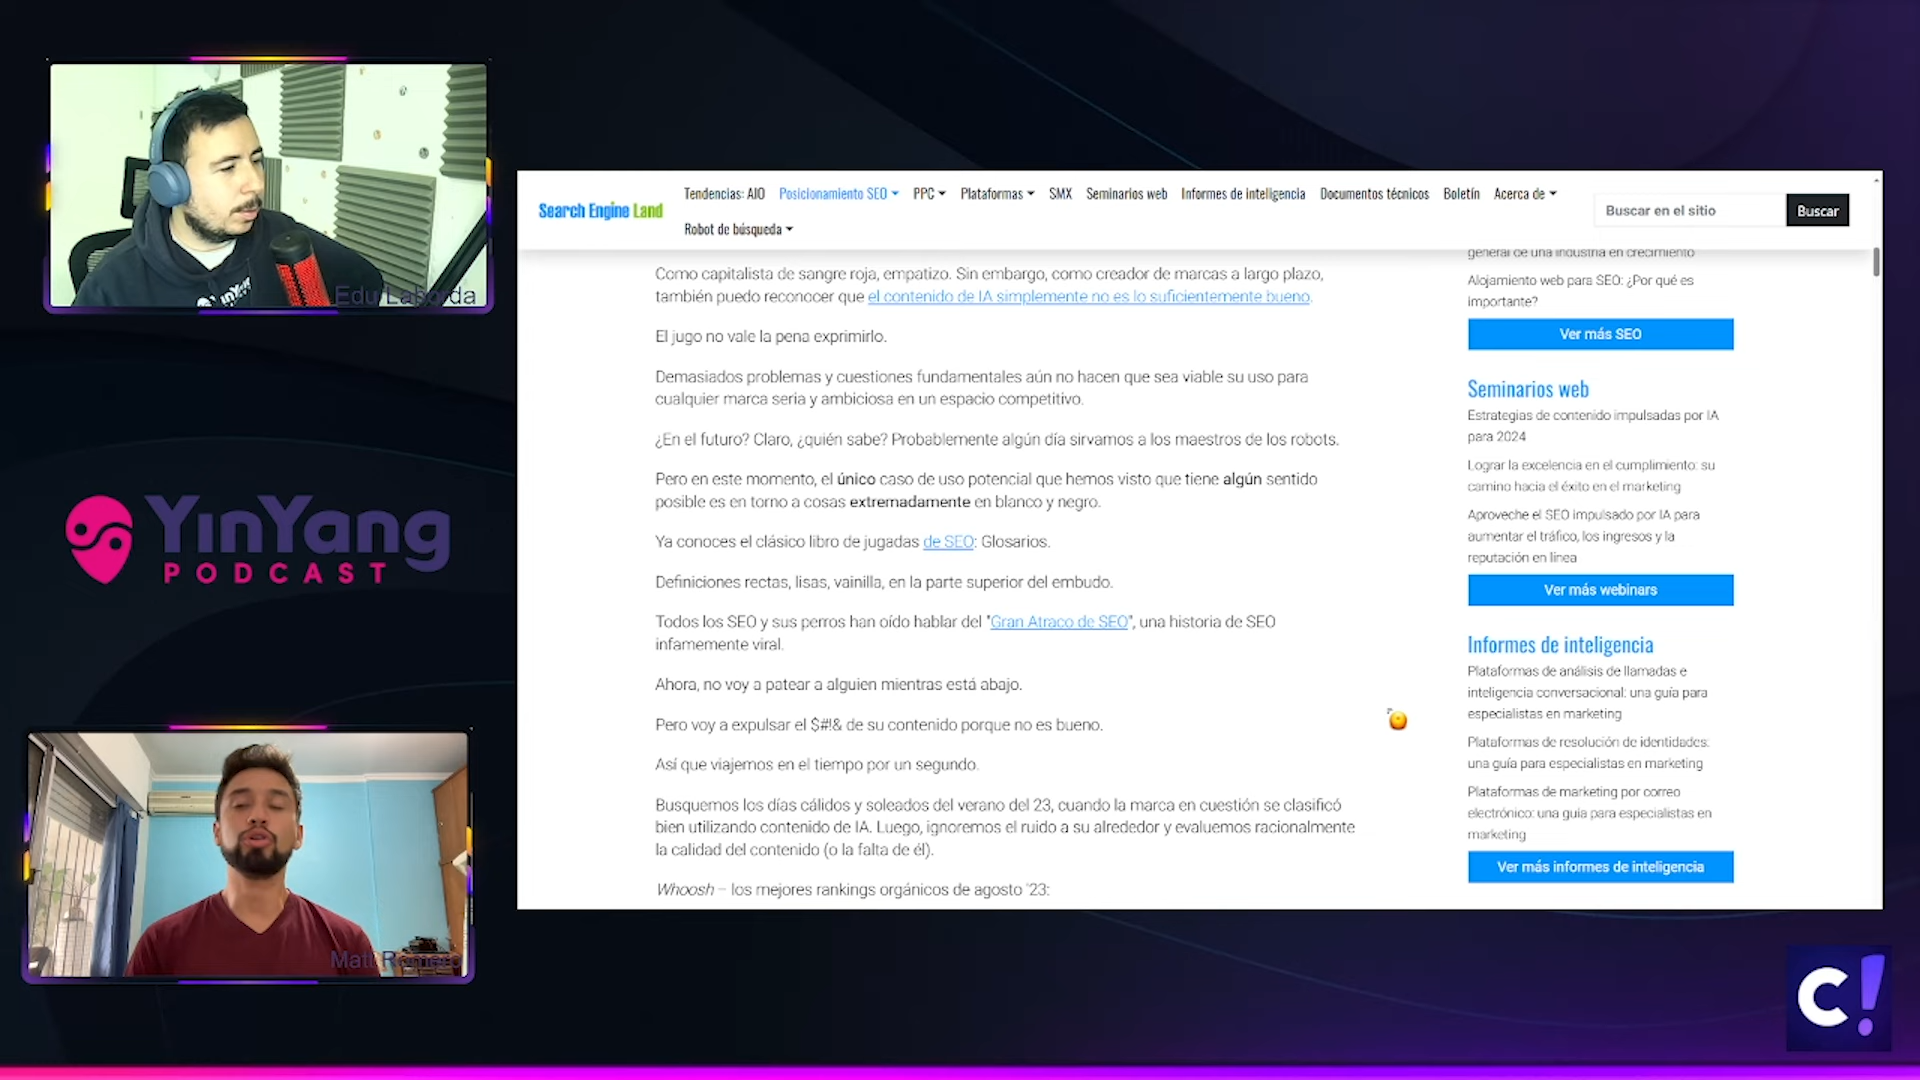 Edu Laborda
YinYang
PODCAST
Matt Romero
Search Engine Land
Tendencias: AIO Posicionamiento SEO PPC Plataformas SMX Seminarios web Informes de inteligencia Documentos técnicos Boletín Acerca de
Robot de búsqueda
Buscar en el sitio
Buscar
Como capitalista de sangre roja, empatizo. Sin embargo, como creador de marcas a largo plazo,
también puedo reconocer que el contenido de IA simplemente no es lo suficientemente bueno.
El jugo no vale la pena exprimirlo.
Demasiados problemas y cuestiones fundamentales aún no hacen que sea viable su uso para
cualquier marca seria y ambiciosa en un espacio competitivo.
¿En el futuro? Claro, ¿quién sabe? Probablemente algún día sirvamos a los maestros de los robots.
Pero en este momento, el único caso de uso potencial que hemos visto que tiene algún sentido
posible es en torno a cosas extremadamente en blanco y negro.
Ya conoces el clásico libro de jugadas de SEO: Glosarios.
Definiciones rectas, lisas, vainilla, en la parte superior del embudo.
Todos los SEO y sus perros han oído hablar del "Gran Atraco de SEO", una historia de SEO
infamemente viral.
Ahora, no voy a patear a alguien mientras está abajo.
Pero voy a expulsar el $#!& de su contenido porque no es bueno.
Así que viajemos en el tiempo por un segundo.
Busquemos los días cálidos y soleados del verano del 23, cuando la marca en cuestión se clasificó
bien utilizando contenido de IA. Luego, ignoremos el ruido a su alrededor y evaluemos racionalmente
la calidad del contenido (o la falta de él).
Whoosh – los mejores rankings orgánicos de agosto '23:
general de una industria en crecimiento
Alojamiento web para SEO: ¿Por qué es
importante?
Ver más SEO
Seminarios web
Estrategias de contenido impulsadas por IA
para 2024
Lograr la excelencia en el cumplimiento: su
camino hacia el éxito en el marketing
Aproveche el SEO impulsado por IA para
aumentar el tráfico, los ingresos y la
reputación en línea
Ver más webinars
Informes de inteligencia
Plataformas de análisis de llamadas e
inteligencia conversacional: una guía para
especialistas en marketing
Plataformas de resolución de identidades:
una guía para especialistas en marketing
Plataformas de marketing por correo
electrónico: una guía para especialistas en
marketing
Ver más informes de inteligencia
C!